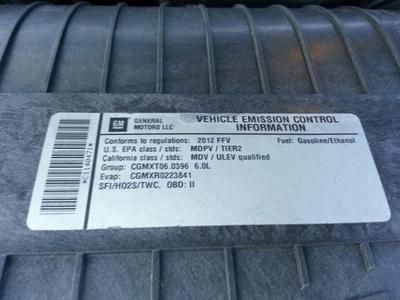 GM
GENERAL MOTORS LLC
VEHICLE EMISSION CONTROL INFORMATION
Conforms to regulations: 2012 FFV Fuel: Gasoline/Ethanol
U.S. EPA class / stds: MDPV / TIER2
California class / stds: MDV / ULEV qualified
Group: CGMXT06.0396 6.0L
Evap: CGMXR0223841
SFI/HO2S/TWC, OBD: II
*C1140471*